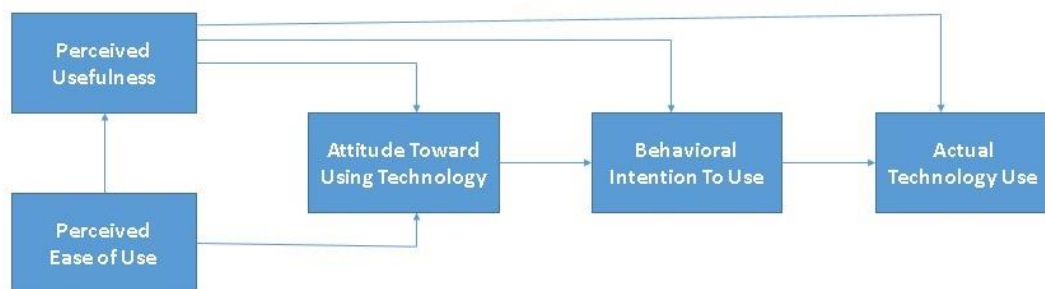 Perceived
Usefulness
Attitude Toward
Using Technology
Behavioral
Intention To Use
Actual
Technology Use
Perceived
Ease of Use